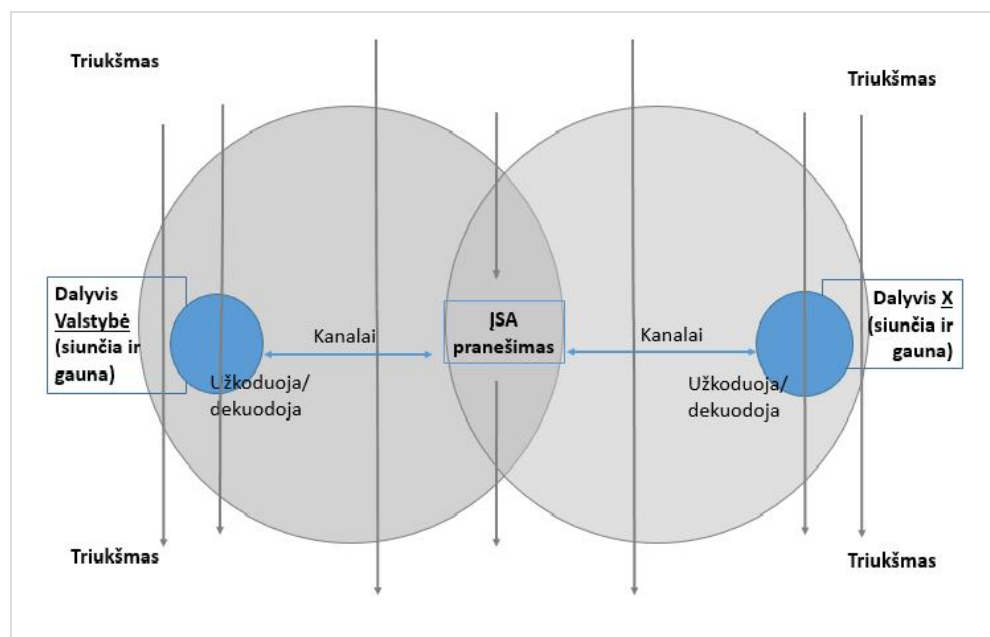 Triukšmas
Triukšmas
Dalyvis
Valstybė
(siunčia ir
gauna)
Kanalai
Užkoduoja/
dekuodoja
ĮSA
pranešimas
Kanalai
Užkoduoja/
dekuodoja
Dalyvis X
(siunčia ir
gauna)
Triukšmas
Triukšmas